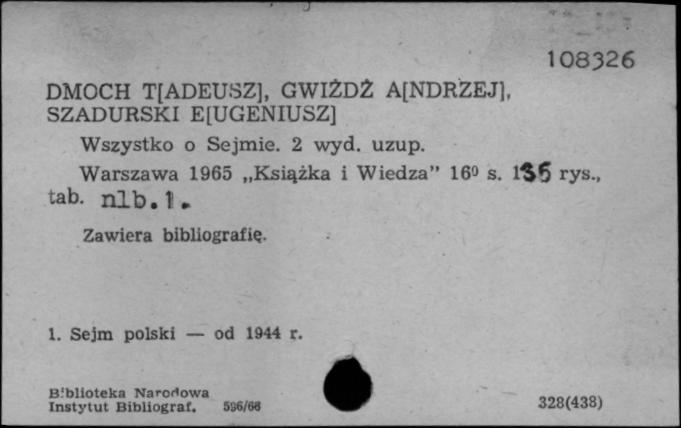 108326
DMOCH T[ADEUSZ], GWIŻDŻ A[NDRZEJ],
SZADURSKI E[UGENIUSZ]
Wszystko o Sejmie. 2 wyd. uzup.
Warszawa 1965 „Książka i Wiedza” 16⁰ s. 135 rys.,
tab. nlb. 1.
Zawiera bibliografię.
1. Sejm polski — od 1944 r.
Biblioteka Narodowa
Instytut Bibliograf. 596/66
328(438)